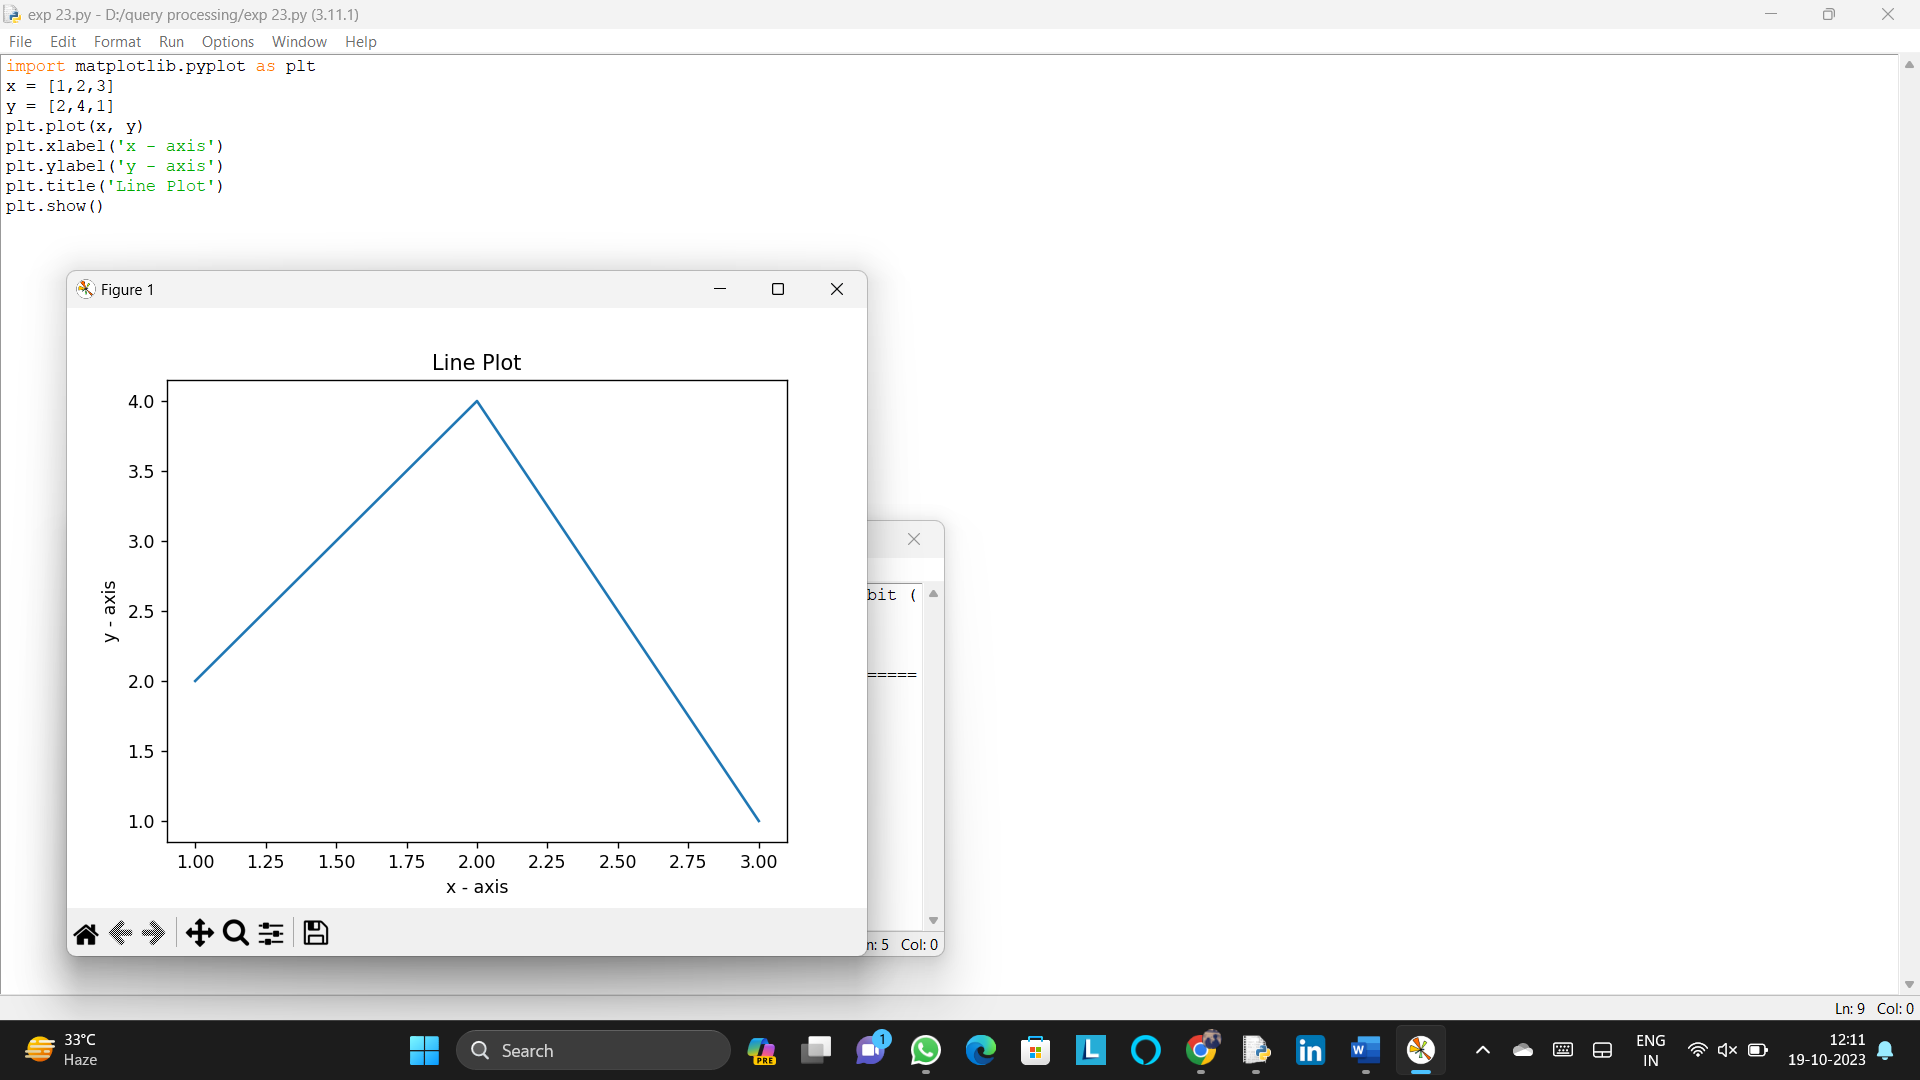 exp 23.py - D:/query processing/exp 23.py (3.11.1)
File Edit Format Run Options Window Help
import matplotlib.pyplot as plt
x = [1,2,3]
y = [2,4,1]
plt.plot(x, y)
plt.xlabel('x - axis')
plt.ylabel('y - axis')
plt.title('Line Plot')
plt.show()
Figure 1
Line Plot
4.0
3.5
3.0
2.5
2.0
1.5
1.0
y - axis
1.00 1.25 1.50 1.75 2.00 2.25 2.50 2.75 3.00
x - axis
bit (
=====
n: 5 Col: 0
Ln: 9 Col: 0
33°C
Haze
Search
PRE
1
L
in
W
ENG
IN
12:11
19-10-2023